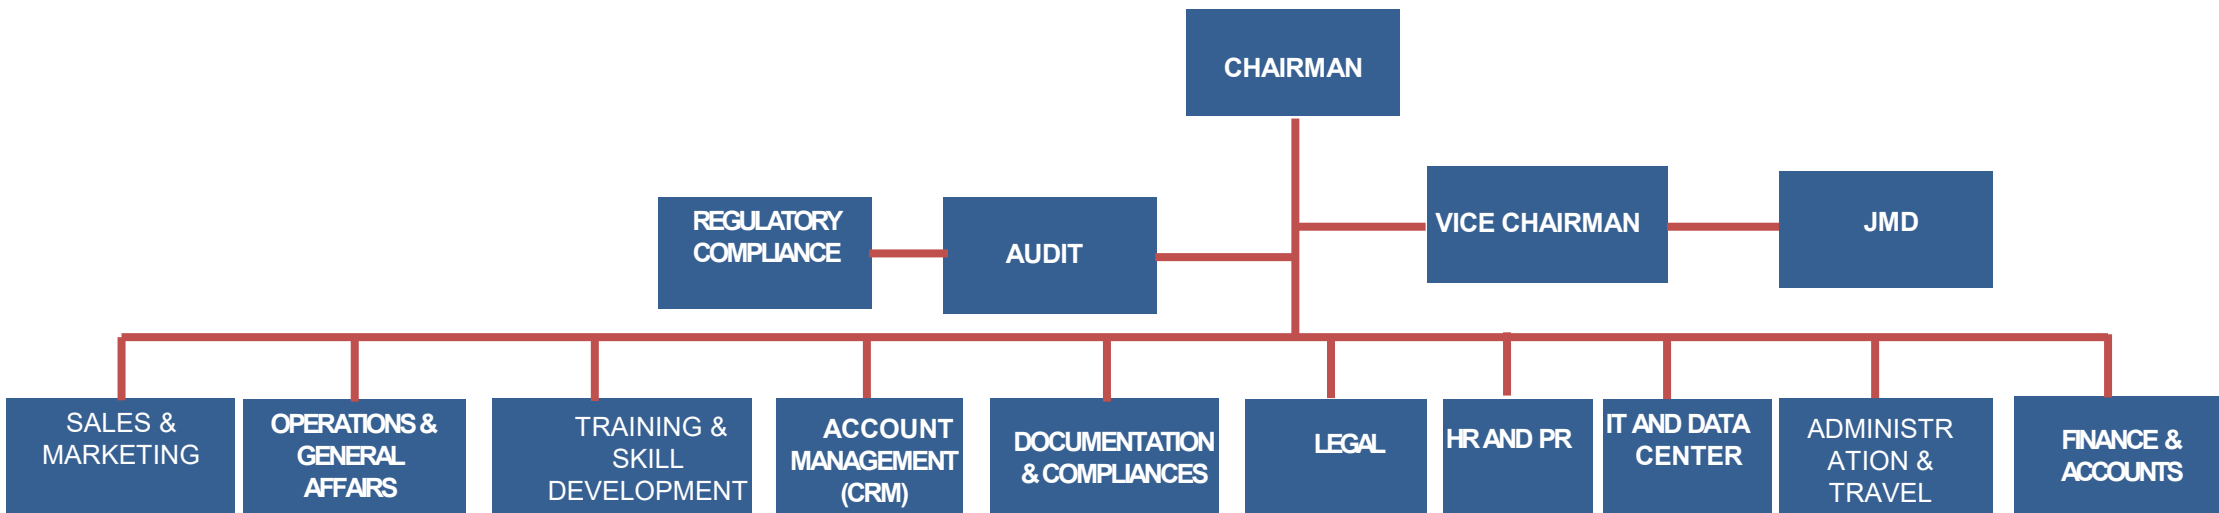 CHAIRMAN
REGULATORY
COMPLIANCE
AUDIT
VICE CHAIRMAN
JMD
SALES &
MARKETING
OPERATIONS &
GENERAL
AFFAIRS
TRAINING &
SKILL
DEVELOPMENT
ACCOUNT
MANAGEMENT
(CRM)
DOCUMENTATION
& COMPLIANCES
LEGAL
HR AND PR
IT AND DATA
CENTER
ADMINISTR
ATION &
TRAVEL
FINANCE &
ACCOUNTS